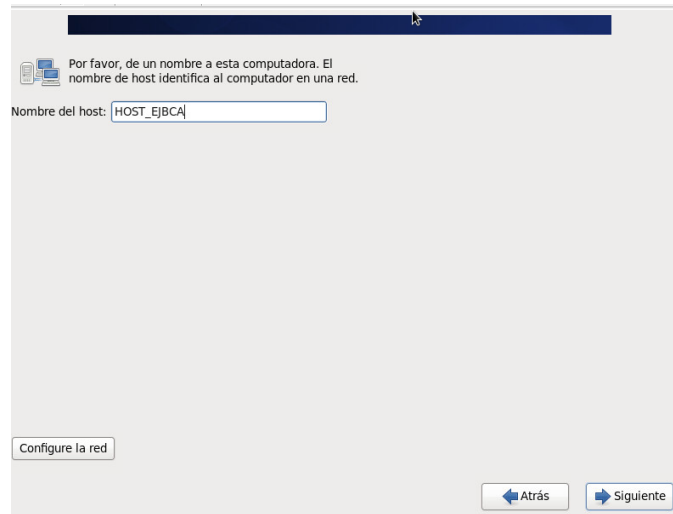 Por favor, de un nombre a esta computadora. El
nombre de host identifica al computador en una red.
Nombre del host: HOST_EJBCA
Configure la red
Atrás Siguiente